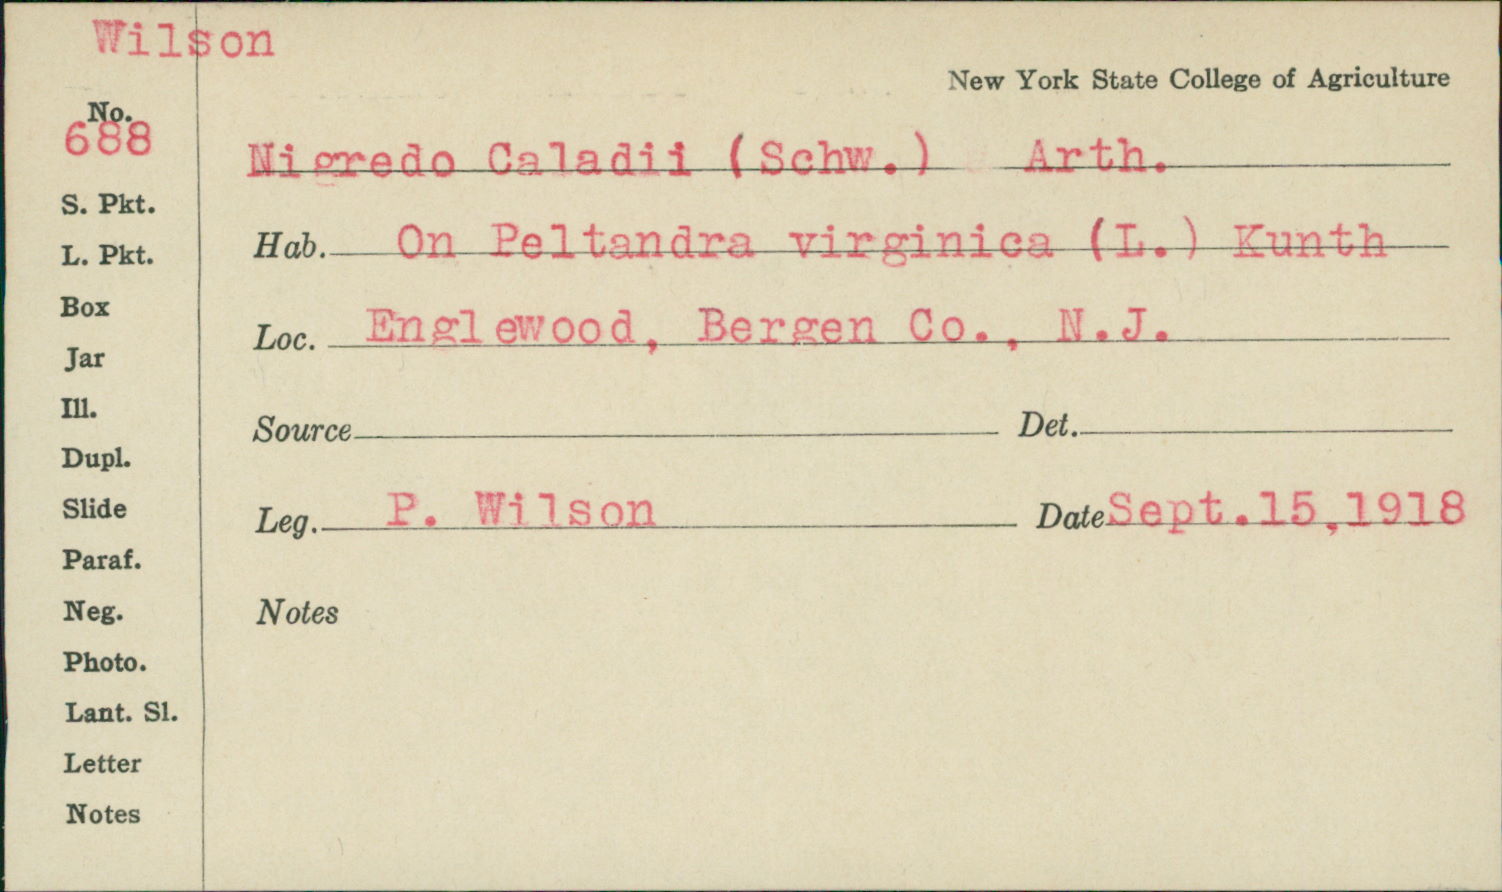 Wilson
New York State College of Agriculture
No.
688
Nigredo Caladii (Schw.) Arth.
S. Pkt.
L. Pkt.
Hab. On Peltandra virginica (L.) Kunth
Box
Loc. Englewood, Bergen Co., N.J.
Jar
Ill.
Source Det.
Dupl.
Slide
Leg. P. Wilson Date Sept.15,1918
Paraf.
Neg.
Notes
Photo.
Lant. Sl.
Letter
Notes